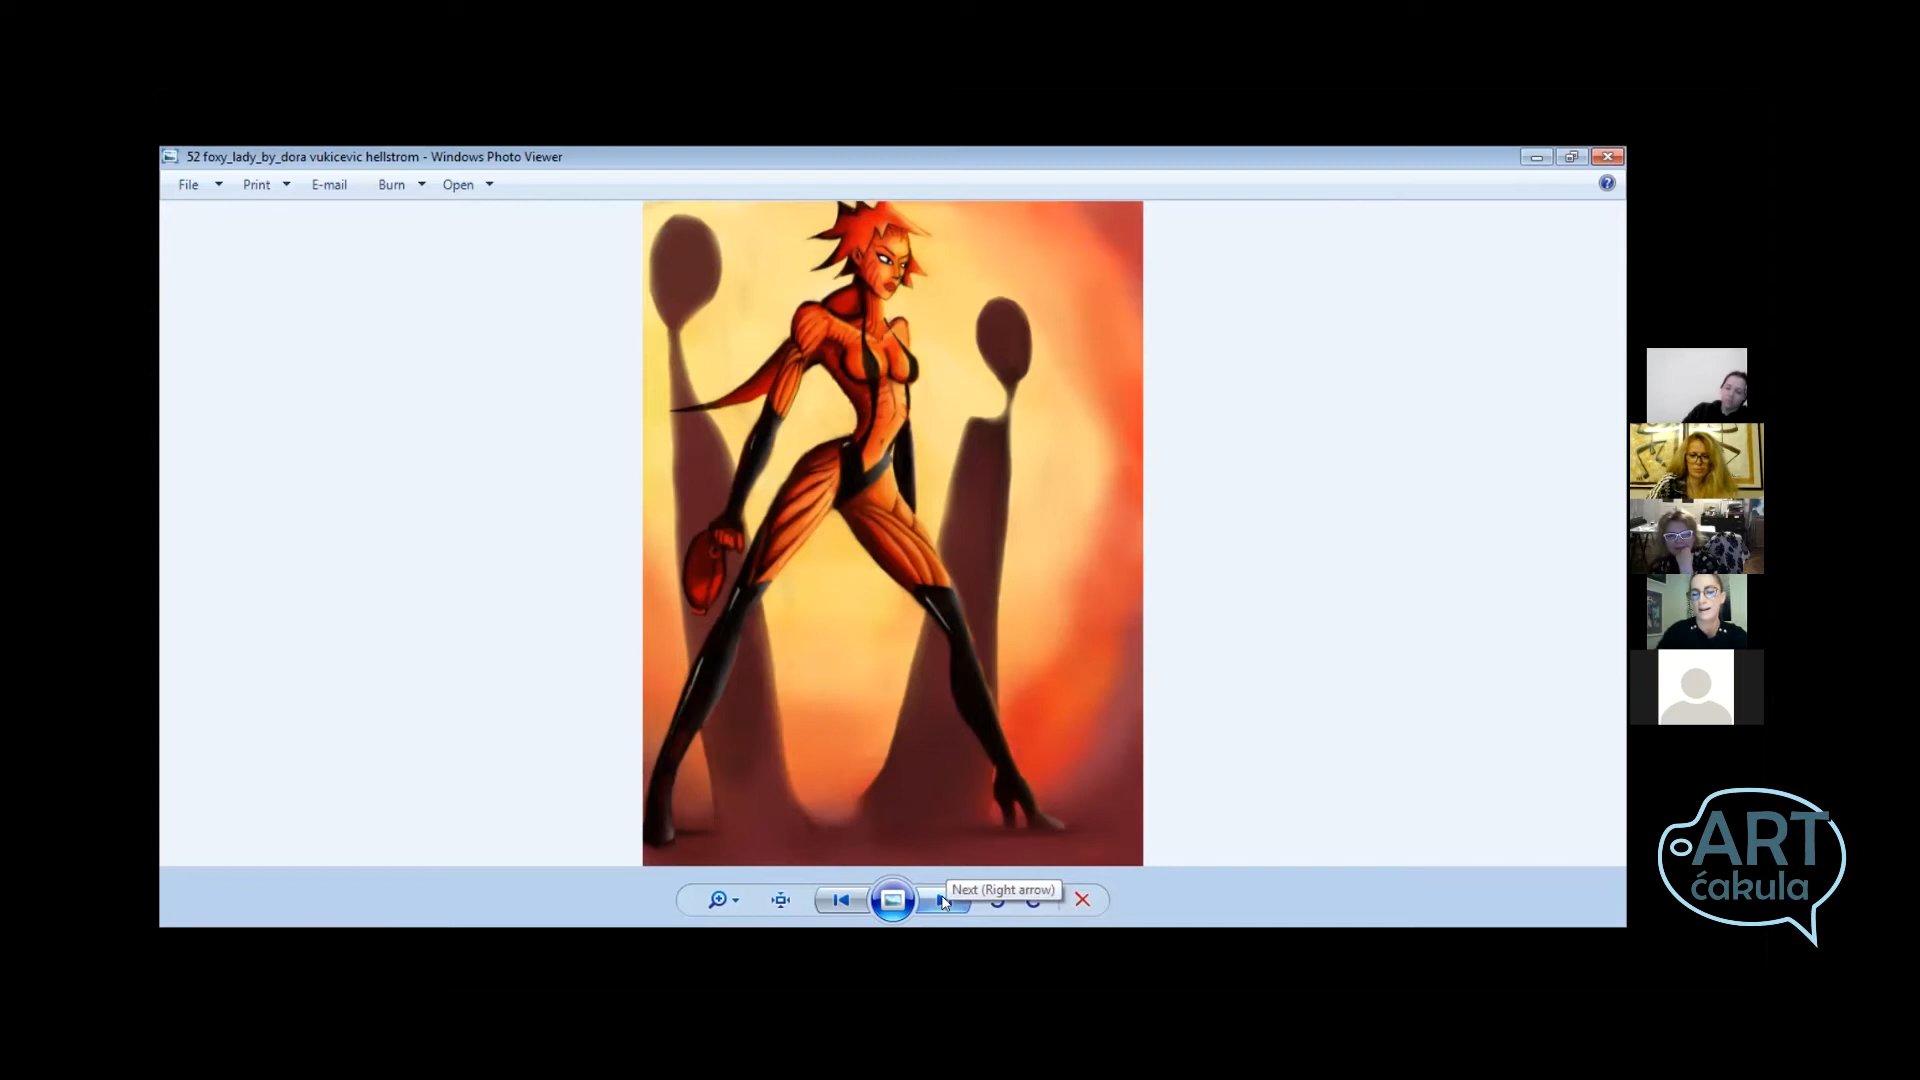 52 foxy_lady_by_dora vukicevic hellstrom - Windows Photo Viewer
File Print E-mail Burn Open
Next (Right arrow)
ART
ćakula